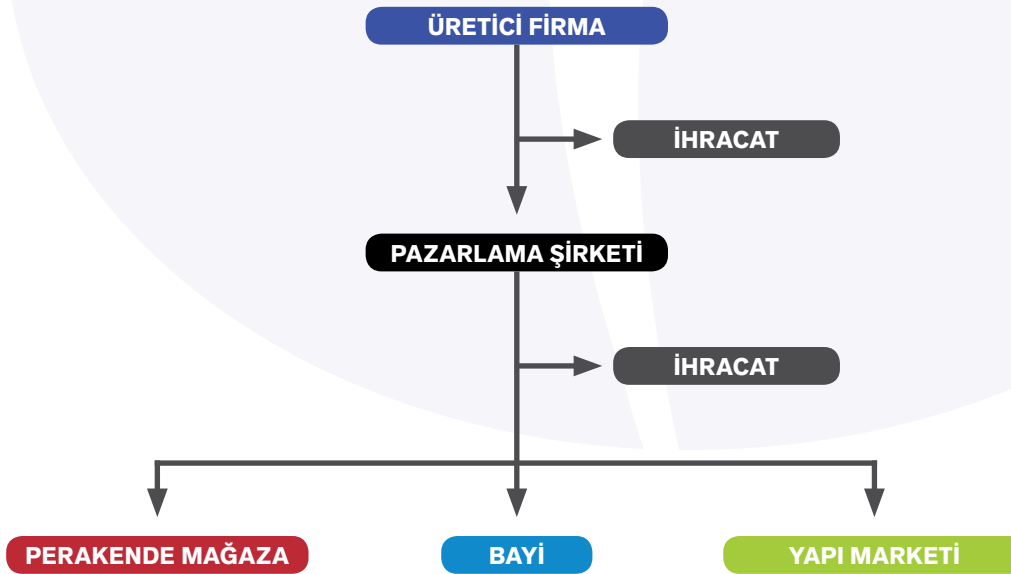 ÜRETİCİ FİRMA
İHRACAT
PAZARLAMA ŞİRKETİ
İHRACAT
PERAKENDE MAĞAZA
BAYİ
YAPI MARKETİ